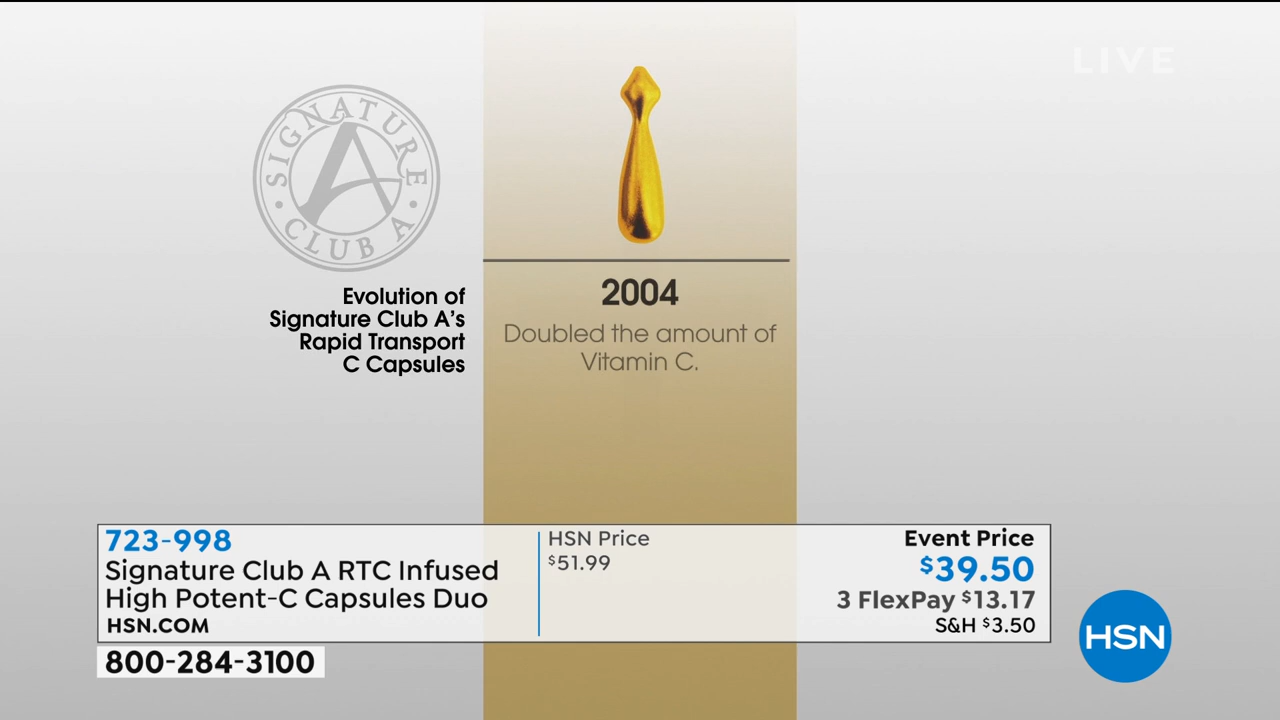 LIVE
SIGNATURE
CLUB A
A
Evolution of
Signature Club A's
Rapid Transport
C Capsules
2004
Doubled the amount of
Vitamin C.
723-998
Signature Club A RTC Infused
High Potent-C Capsules Duo
HSN.COM
HSN Price
$51.99
Event Price
$39.50
3 FlexPay $13.17
S&H $3.50
800-284-3100
HSN